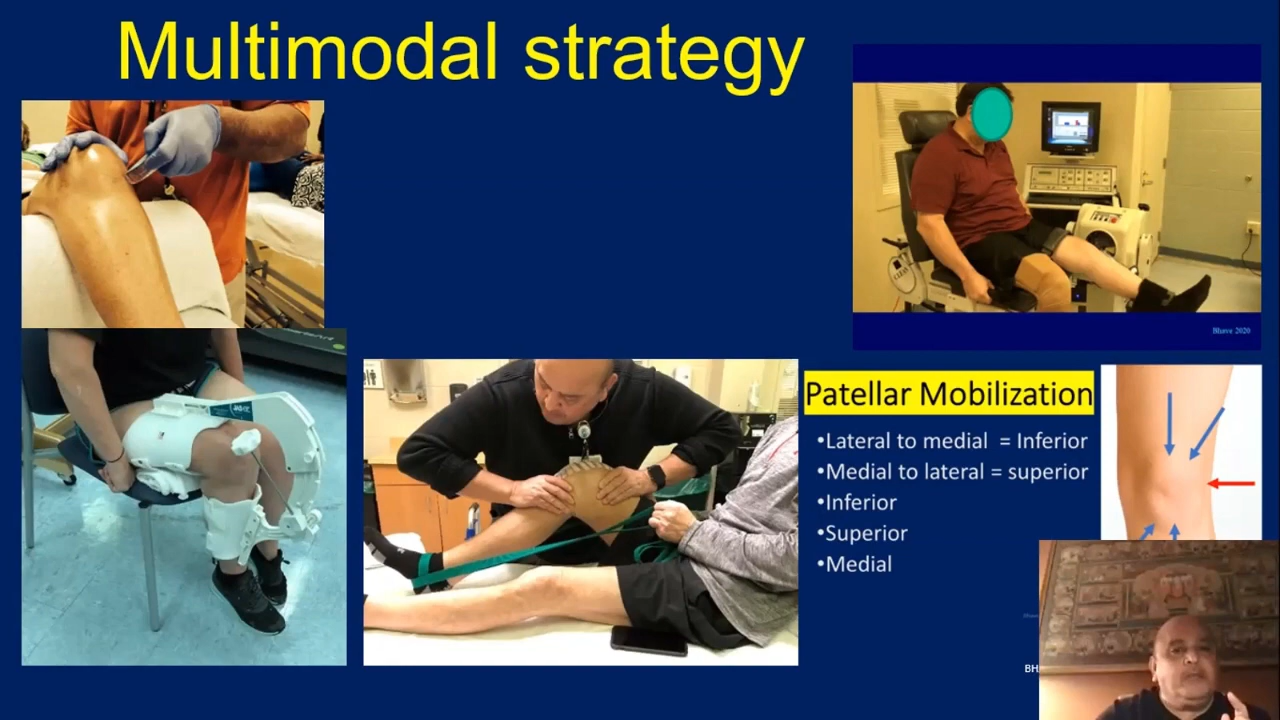 Multimodal strategy
Bhave 2020
Patellar Mobilization
•Lateral to medial = Inferior
•Medial to lateral = superior
•Inferior
•Superior
•Medial
BH